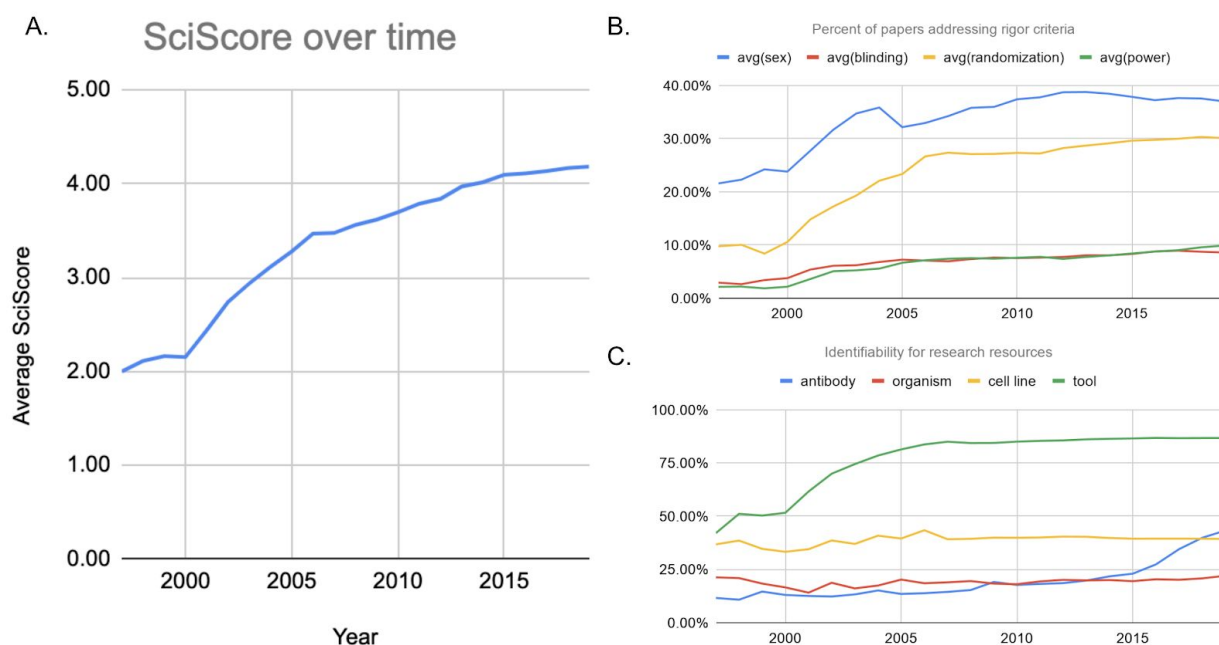 A.
SciScore over time
5.00
4.00
3.00
2.00
1.00
0.00
Average SciScore
2000 2005 2010 2015
Year
B.
Percent of papers addressing rigor criteria
avg(sex) avg(blinding) avg(randomization) avg(power)
40.00%
30.00%
20.00%
10.00%
0.00%
2000 2005 2010 2015
C.
Identifiability for research resources
antibody organism cell line tool
100.00%
75.00%
50.00%
25.00%
0.00%
2000 2005 2010 2015